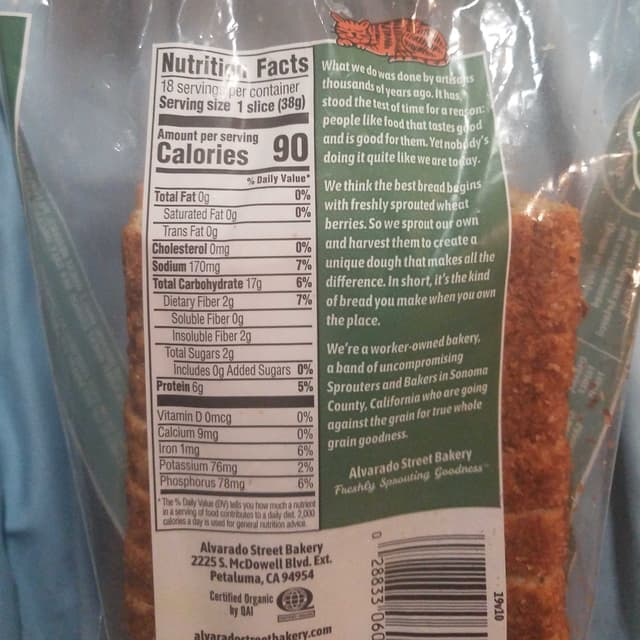 Nutrition Facts
18 servings per container
Serving size 1 slice (38g)
Amount per serving
Calories 90
% Daily Value*
Total Fat 0g 0%
Saturated Fat 0g 0%
Trans Fat 0g
Cholesterol 0mg 0%
Sodium 170mg 7%
Total Carbohydrate 17g 6%
Dietary Fiber 2g 7%
Soluble Fiber 0g
Insoluble Fiber 2g
Total Sugars 2g
Includes 0g Added Sugars 0%
Protein 6g 5%
Vitamin D 0mcg 0%
Calcium 9mg 0%
Iron 1mg 6%
Potassium 76mg 2%
Phosphorus 78mg 6%
*The % Daily Value (DV) tells you how much a nutrient
in a serving of food contributes to a daily diet. 2,000
calories a day is used for general nutrition advice.
Alvarado Street Bakery
2225 S. McDowell Blvd. Ext.
Petaluma, CA 94954
Certified Organic
by QAI
alvaradostreetbakery.com
What we do was done by artisans
thousands of years ago. It has
stood the test of time for a reason:
people like food that tastes good
and is good for them. Yet nobody's
doing it quite like we are today.
We think the best bread begins
with freshly sprouted wheat
berries. So we sprout our own
and harvest them to create a
unique dough that makes all the
difference. In short, it's the kind
of bread you make when you own
the place.
We're a worker-owned bakery,
a band of uncompromising
Sprouters and Bakers in Sonoma
County, California who are going
against the grain for true whole
grain goodness.
Alvarado Street Bakery
Freshly Sprouting Goodness
0 28833 060
19v01